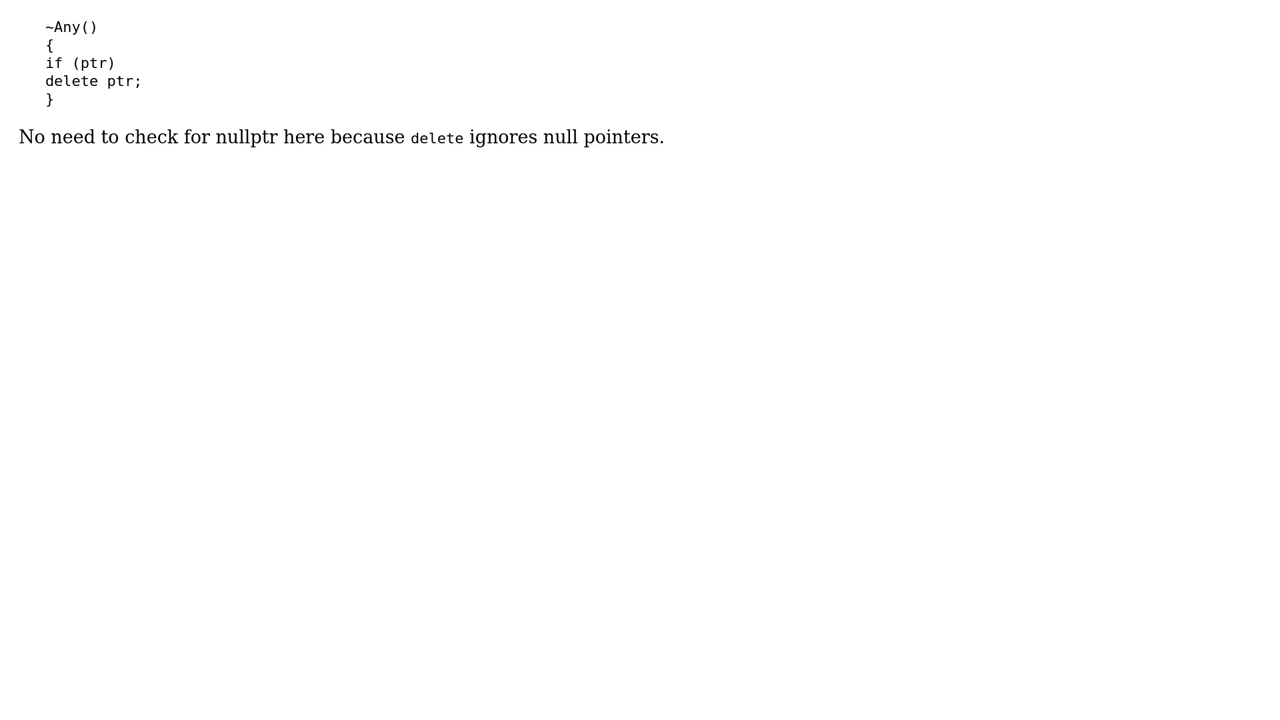 ~Any()
{
if (ptr)
delete ptr;
}
No need to check for nullptr here because delete ignores null pointers.